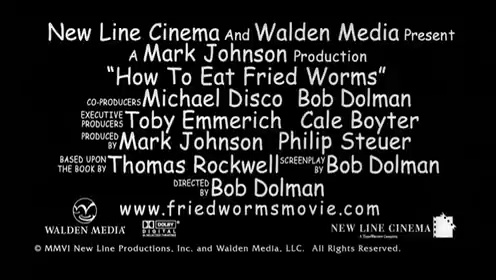 New Line Cinema And Walden Media Present
A Mark Johnson Production
“How To Eat Fried Worms”
CO-PRODUCERS Michael Disco Bob Dolman
EXECUTIVE PRODUCERS Toby Emmerich Cale Boyter
PRODUCED BY Mark Johnson Philip Steuer
BASED UPON THE BOOK BY Thomas Rockwell SCREENPLAY BY Bob Dolman
DIRECTED BY Bob Dolman
www.friedwormsmovie.com
WALDEN MEDIA DOLBY DIGITAL NEW LINE CINEMA
© MMVI New Line Productions, Inc. and Walden Media, LLC. All Rights Reserved.